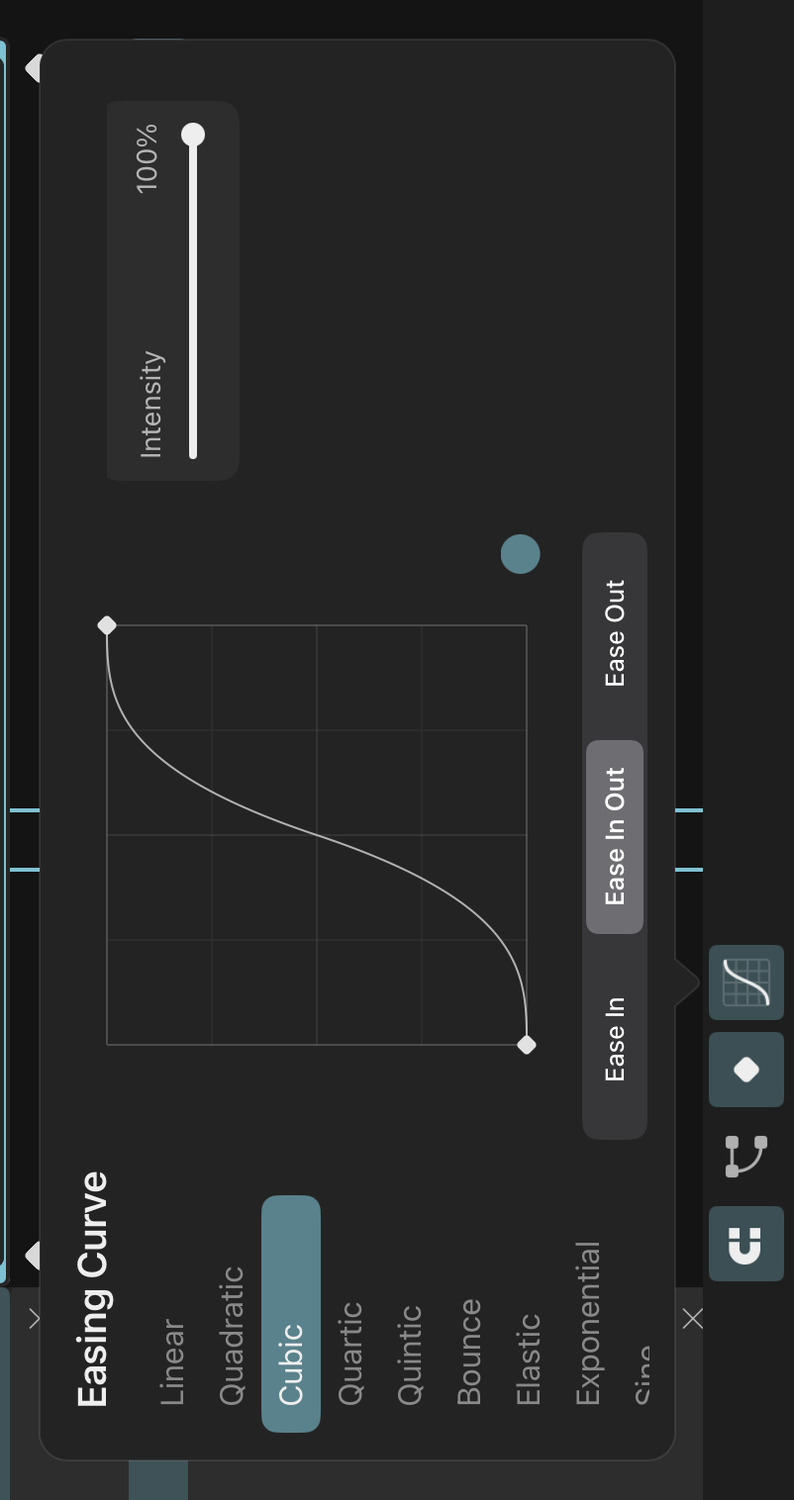 Easing Curve
Linear
Quadratic
Cubic
Quartic
Quintic
Bounce
Elastic
Exponential
Sine
Intensity 100%
Ease In Ease In Out Ease Out